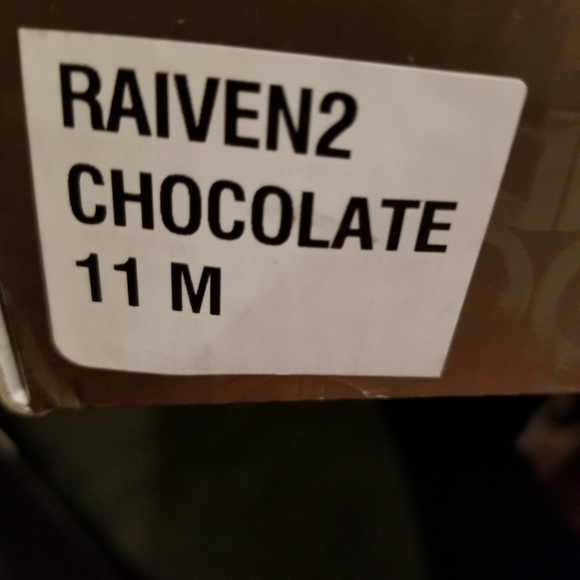 RAIVEN2
CHOCOLATE
11 M